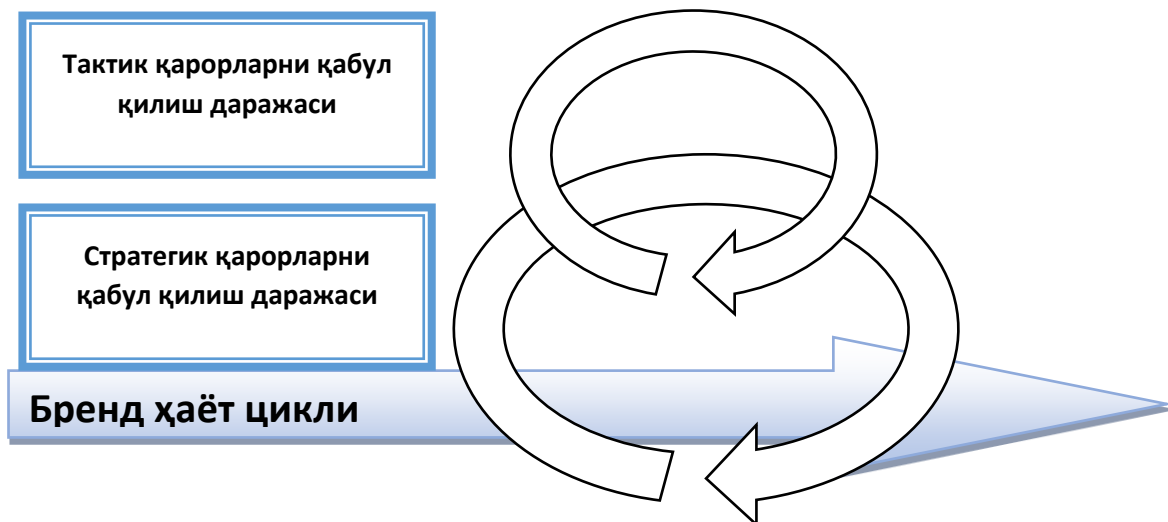 Тактик қарорларни қабул
қилиш даражаси
Стратегик қарорларни
қабул қилиш даражаси
Бренд ҳаёт цикли